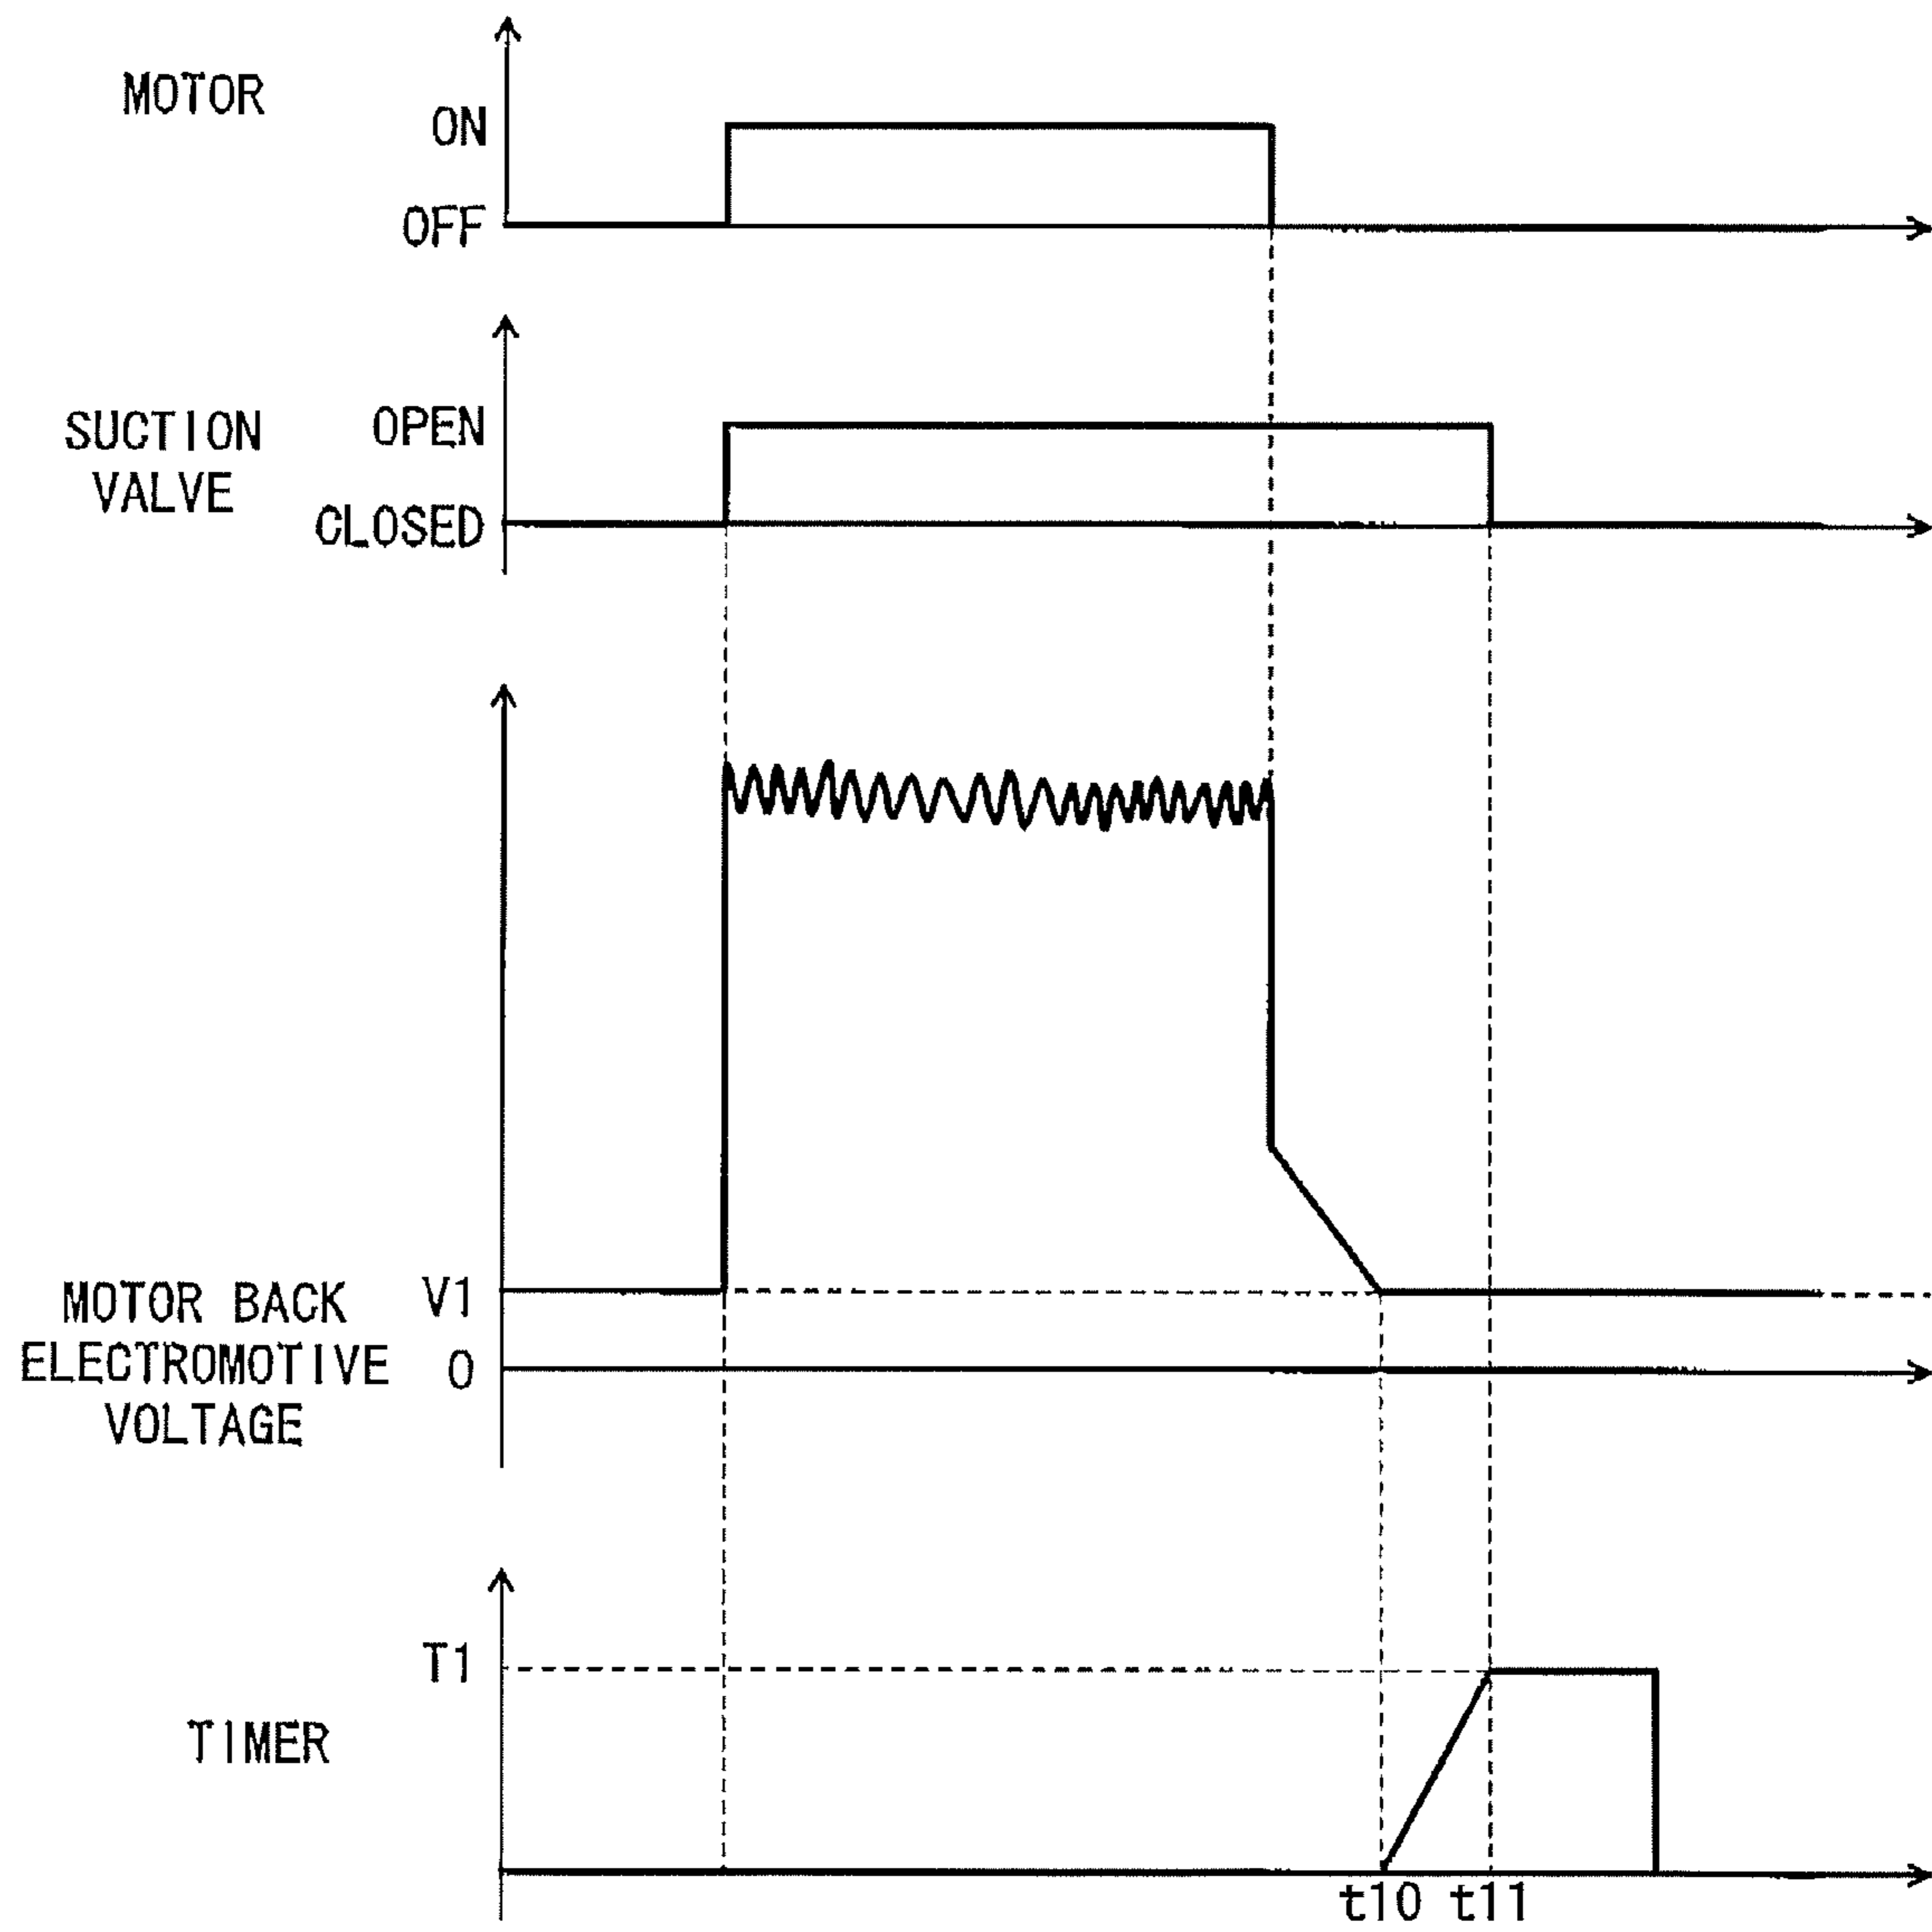 MOTOR
ON
OFF
SUCTION
VALVE
OPEN
CLOSED
MOTOR BACK
ELECTROMOTIVE
VOLTAGE
V1
0
T1
TIMER
t10 t11